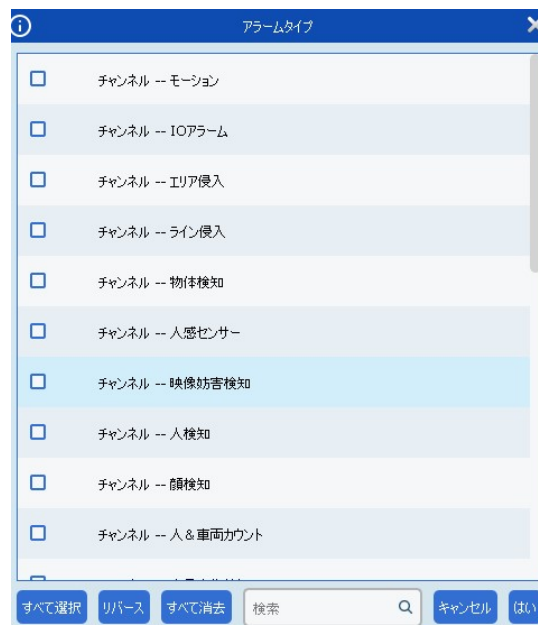 アラームタイプ
チャンネル -- モーション
チャンネル -- IOアラーム
チャンネル -- エリア侵入
チャンネル -- ライン侵入
チャンネル -- 物体検知
チャンネル -- 人感センサー
チャンネル -- 映像妨害検知
チャンネル -- 人検知
チャンネル -- 顔検知
チャンネル -- 人&車両カウント
すべて選択 リバース すべて消去 検索 キャンセル はい